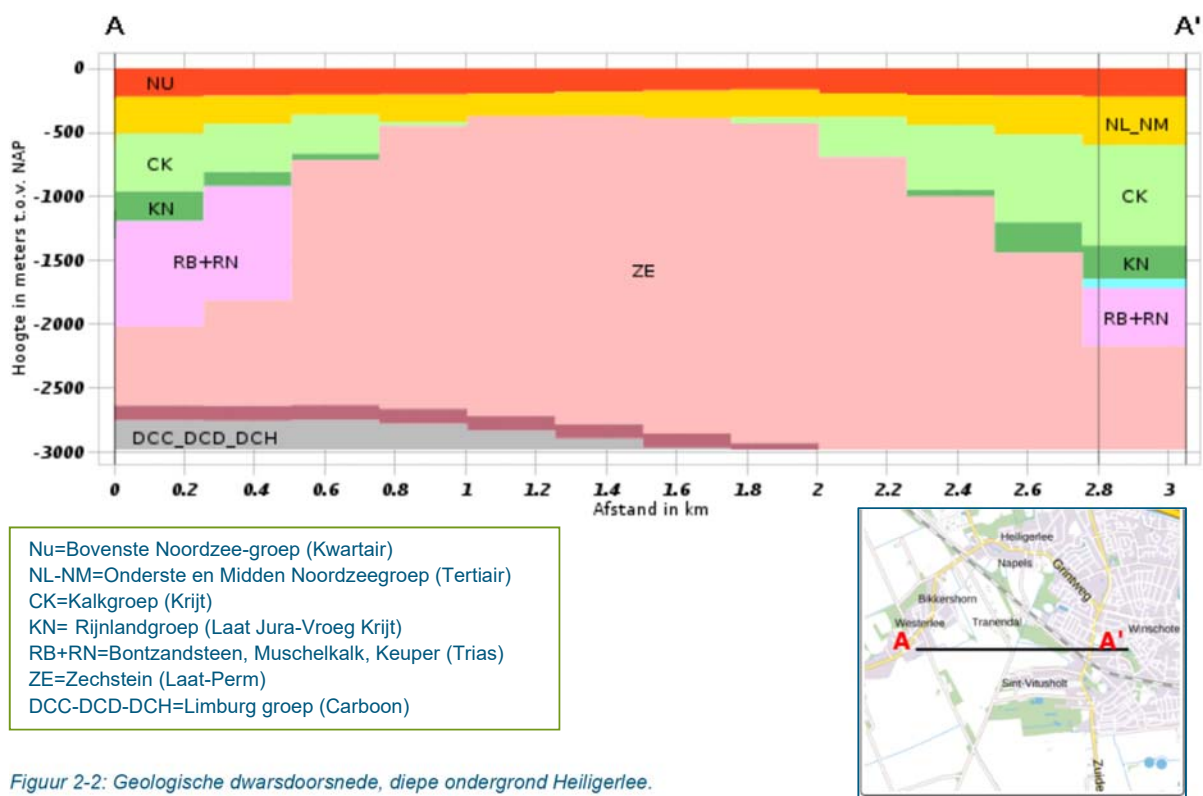 A A'
Hoogte in meters t.o.v. NAP
0
-500
-1000
-1500
-2000
-2500
-3000
NU
NL_NM
CK
CK
KN
KN
RB+RN
ZE
RB+RN
DCC_DCD_DCH
0 0.2 0.4 0.6 0.8 1 1.2 1.4 1.6 1.8 2 2.2 2.4 2.6 2.8 3
Afstand in km
Nu=Bovenste Noordzee-groep (Kwartair)
NL-NM=Onderste en Midden Noordzeegroep (Tertiair)
CK=Kalkgroep (Krijt)
KN= Rijnlandgroep (Laat Jura-Vroeg Krijt)
RB+RN=Bontzandsteen, Muschelkalk, Keuper (Trias)
ZE=Zechstein (Laat-Perm)
DCC-DCD-DCH=Limburg groep (Carboon)
Heiligerlee
Napels
Grintweg
Bikkershorn
Westerlee
Tranendal
Winschote
A A'
Sint-Vitusholt
Zuide
Figuur 2-2: Geologische dwarsdoorsnede, diepe ondergrond Heiligerlee.